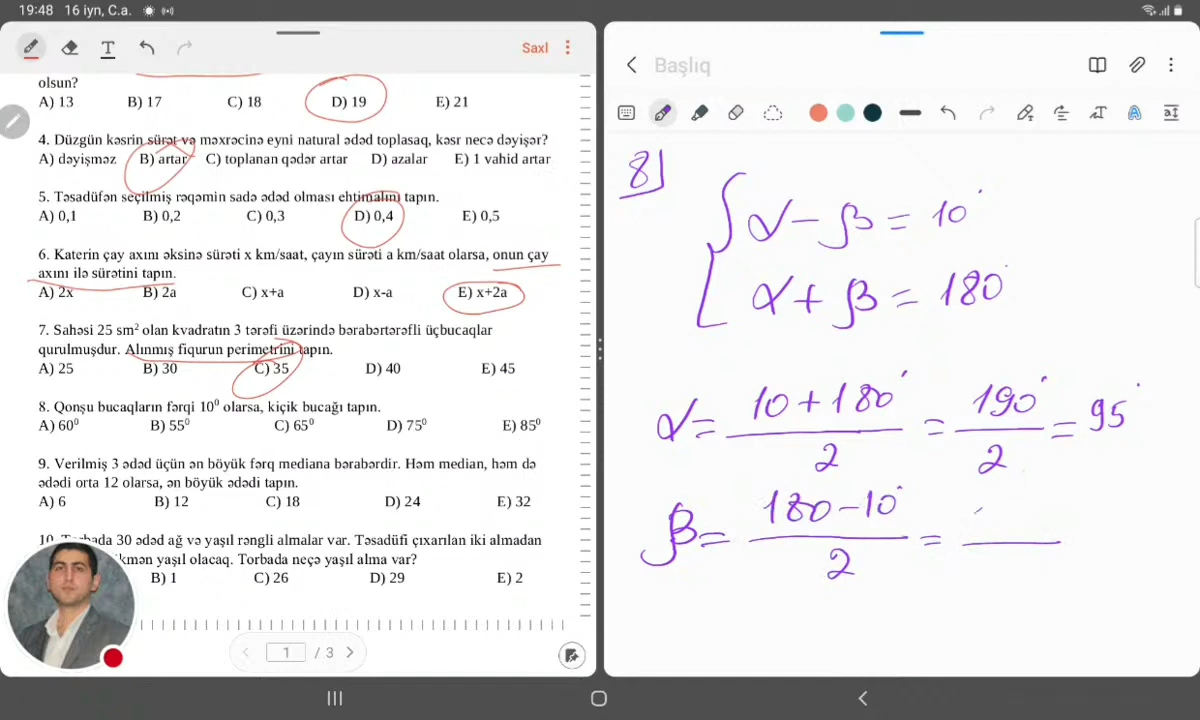 19:48 16 iyn, C.a.
Saxl
olsun?
A) 13 B) 17 C) 18 D) 19 E) 21
4. Düzgün kəsrin surət və məxrəcinə eyni natural ədəd toplasaq, kəsr necə dəyişər?
A) dəyişməz B) artar C) toplanan qədər artar D) azalar E) 1 vahid artar
5. Təsadüfən seçilmiş rəqəmin sadə ədəd olması ehtimalını tapın.
A) 0,1 B) 0,2 C) 0,3 D) 0,4 E) 0,5
6. Katerin çay axını əksinə sürəti x km/saat, çayın sürəti a km/saat olarsa, onun çay
axını ilə sürətini tapın.
A) 2x B) 2a C) x+a D) x-a E) x+2a
7. Sahəsi 25 sm² olan kvadratın 3 tərəfi üzərində bərabərtərəfli üçbucaqlar
qurulmuşdur. Alınmış fiqurun perimetrini tapın.
A) 25 B) 30 C) 35 D) 40 E) 45
8. Qonşu bucaqların fərqi 10⁰ olarsa, kiçik bucağı tapın.
A) 60⁰ B) 55⁰ C) 65⁰ D) 75⁰ E) 85⁰
9. Verilmiş 3 ədəd üçün ən böyük fərq mediana bərabərdir. Həm median, həm də
ədədi orta 12 olarsa, ən böyük ədədi tapın.
A) 6 B) 12 C) 18 D) 24 E) 32
10. 30 ədəd ağ və yaşıl rəngli almalar var. Təsadüfi çıxarılan iki almadan
yaşıl olacaq. Torbada neçə yaşıl alma var?
B) 1 C) 26 D) 29 E) 2
1 / 3
Başlıq
8)
α - β = 10°
α + β = 180°
α = (10 + 180°)/2 = 190°/2 = 95°
β = (180 - 10°)/2 =